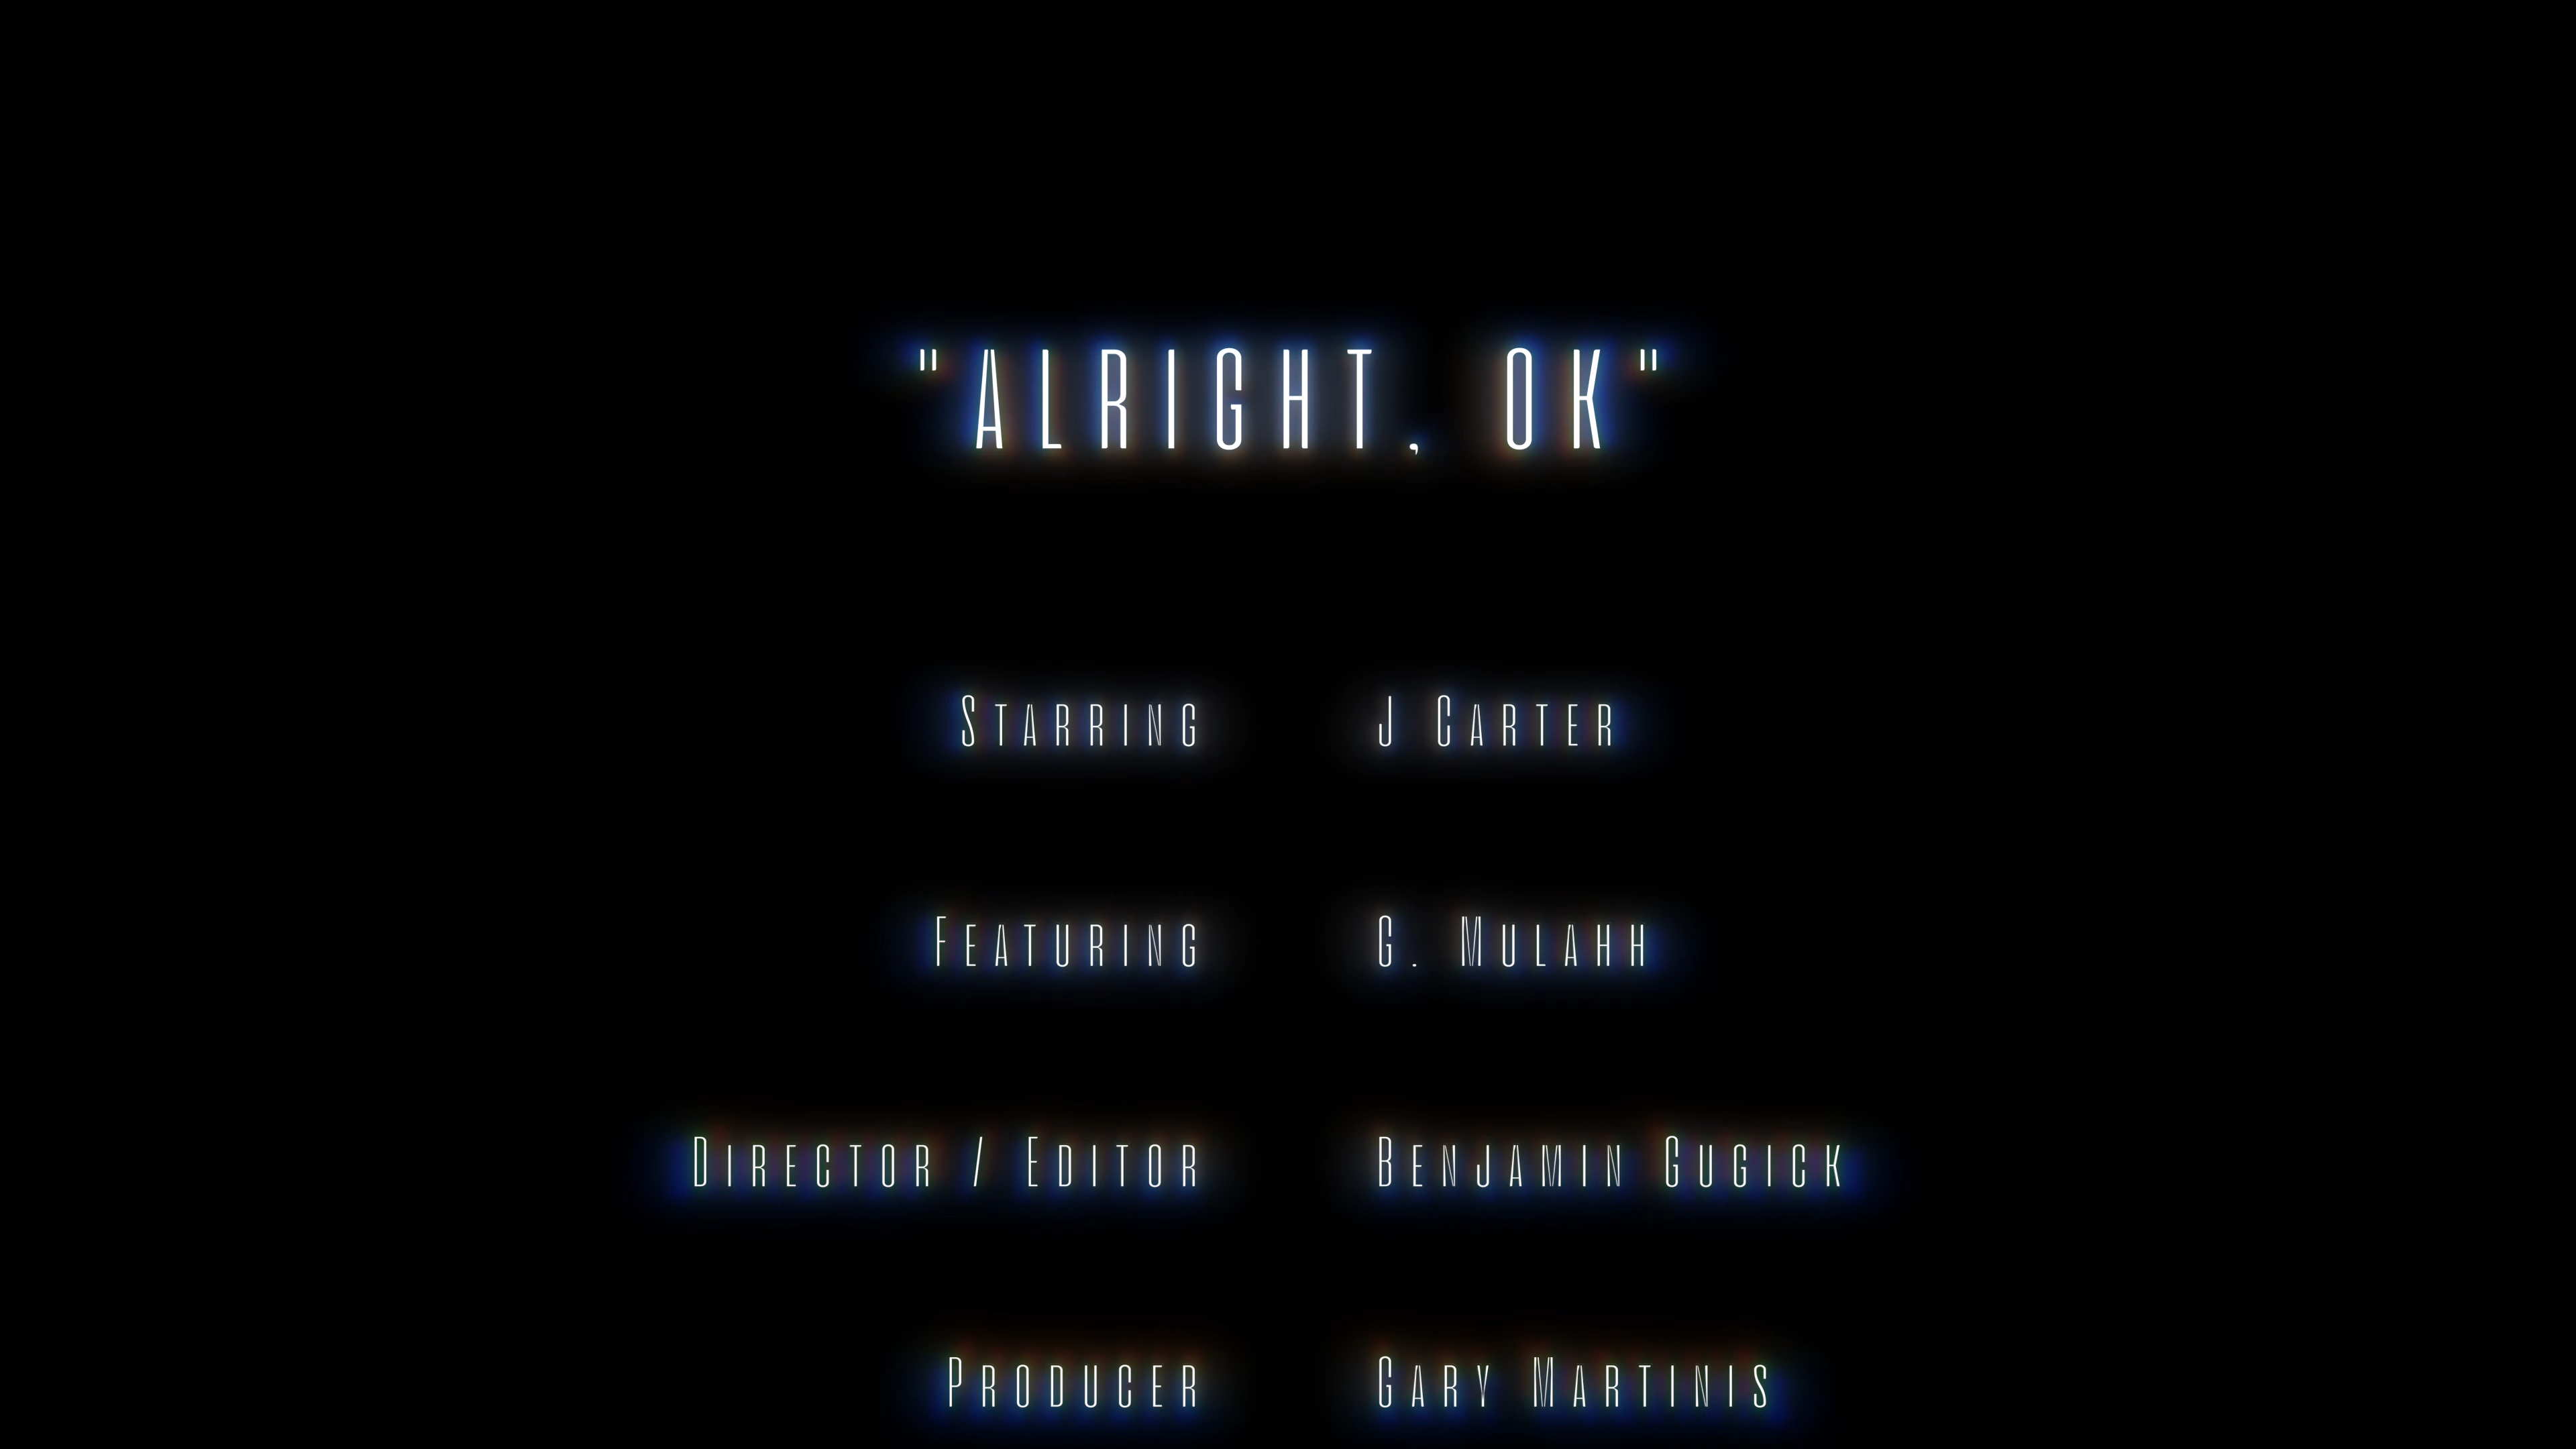 "ALRIGHT, OK"
STARRING J CARTER
FEATURING G. MULAHH
DIRECTOR / EDITOR BENJAMIN GUGICK
PRODUCER GARY MARTINIS